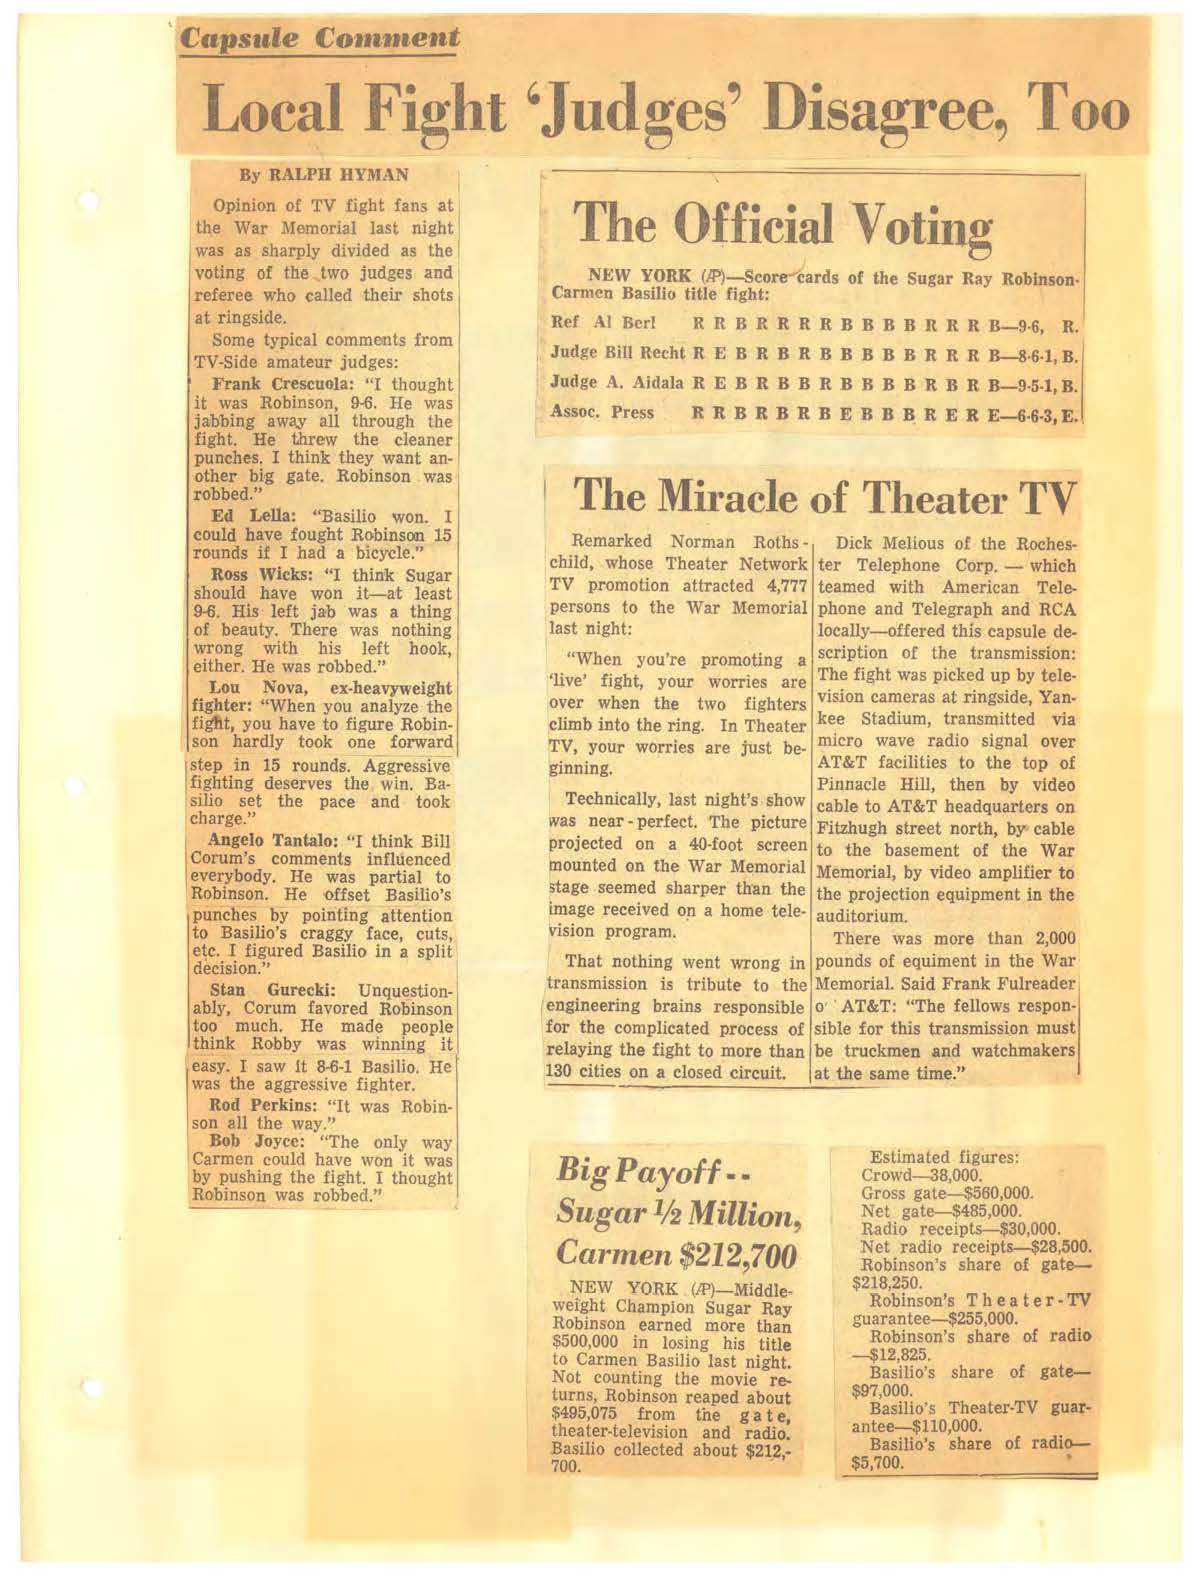 Capsule Comment
Local Fight 'Judges' Disagree, Too
By RALPH HYMAN
Opinion of TV fight fans at
the War Memorial last night
was as sharply divided as the
voting of the two judges and
referee who called their shots
at ringside.
Some typical comments from
TV-Side amateur judges:
Frank Crescuola: "I thought
it was Robinson, 9-6. He was
jabbing away all through the
fight. He threw the cleaner
punches. I think they want an-
other big gate. Robinson was
robbed."
Ed Lella: "Basilio won. I
could have fought Robinson 15
rounds if I had a bicycle."
Ross Wicks: "I think Sugar
should have won it—at least
9-6. His left jab was a thing
of beauty. There was nothing
wrong with his left hook,
either. He was robbed."
Lou Nova, ex-heavyweight
fighter: "When you analyze the
fight, you have to figure Robin-
son hardly took one forward
step in 15 rounds. Aggressive
fighting deserves the win. Ba-
silio set the pace and took
charge."
Angelo Tantalo: "I think Bill
Corum's comments influenced
everybody. He was partial to
Robinson. He offset Basilio's
punches by pointing attention
to Basilio's craggy face, cuts,
etc. I figured Basilio in a split
decision."
Stan Gurecki: Unquestion-
ably, Corum favored Robinson
too much. He made people
think Robby was winning it
easy. I saw it 8-6-1 Basilio. He
was the aggressive fighter.
Rod Perkins: "It was Robin-
son all the way."
Bob Joyce: "The only way
Carmen could have won it was
by pushing the fight. I thought
Robinson was robbed."
The Official Voting
NEW YORK (AP)—Score cards of the Sugar Ray Robinson-
Carmen Basilio title fight:
Ref Al Berl R R B R R R R B B B B R R R B—9-6, R.
Judge Bill Recht R E B R B R B B B B B R R R B—8-6-1, B.
Judge A. Aidala R E B R B R B B B B B R B R B—9-5-1, B.
Assoc. Press R R B R B R B E B B B R E R E—6-6-3, E.
The Miracle of Theater TV
Remarked Norman Roths-
child, whose Theater Network
TV promotion attracted 4,777
persons to the War Memorial
last night:
"When you're promoting a
'live' fight, your worries are
over when the two fighters
climb into the ring. In Theater
TV, your worries are just be-
ginning.
Technically, last night's show
was near-perfect. The picture
projected on a 40-foot screen
mounted on the War Memorial
stage seemed sharper than the
image received on a home tele-
vision program.
That nothing went wrong in
transmission is tribute to the
engineering brains responsible
for the complicated process of
relaying the fight to more than
130 cities on a closed circuit.
Dick Melious of the Roches-
ter Telephone Corp. — which
teamed with American Tele-
phone and Telegraph and RCA
locally—offered this capsule de-
scription of the transmission:
The fight was picked up by tele-
vision cameras at ringside, Yan-
kee Stadium, transmitted via
micro wave radio signal over
AT&T facilities to the top of
Pinnacle Hill, then by video
cable to AT&T headquarters on
Fitzhugh street north, by cable
to the basement of the War
Memorial, by video amplifier to
the projection equipment in the
auditorium.
There was more than 2,000
pounds of equiment in the War
Memorial. Said Frank Fulreader
o' AT&T: "The fellows respon-
sible for this transmission must
be truckmen and watchmakers
at the same time."
Big Payoff--
Sugar ½ Million,
Carmen $212,700
NEW YORK (AP)—Middle-
weight Champion Sugar Ray
Robinson earned more than
$500,000 in losing his title
to Carmen Basilio last night.
Not counting the movie re-
turns, Robinson reaped about
$495,075 from the gate,
theater-television and radio.
Basilio collected about $212,-
700.
Estimated figures:
Crowd—38,000.
Gross gate—$560,000.
Net gate—$485,000.
Radio receipts—$30,000.
Net radio receipts—$28,500.
Robinson's share of gate—
$218,250.
Robinson's Theater-TV
guarantee—$255,000.
Robinson's share of radio
—$12,825.
Basilio's share of gate—
$97,000.
Basilio's Theater-TV guar-
antee—$110,000.
Basilio's share of radio—
$5,700.